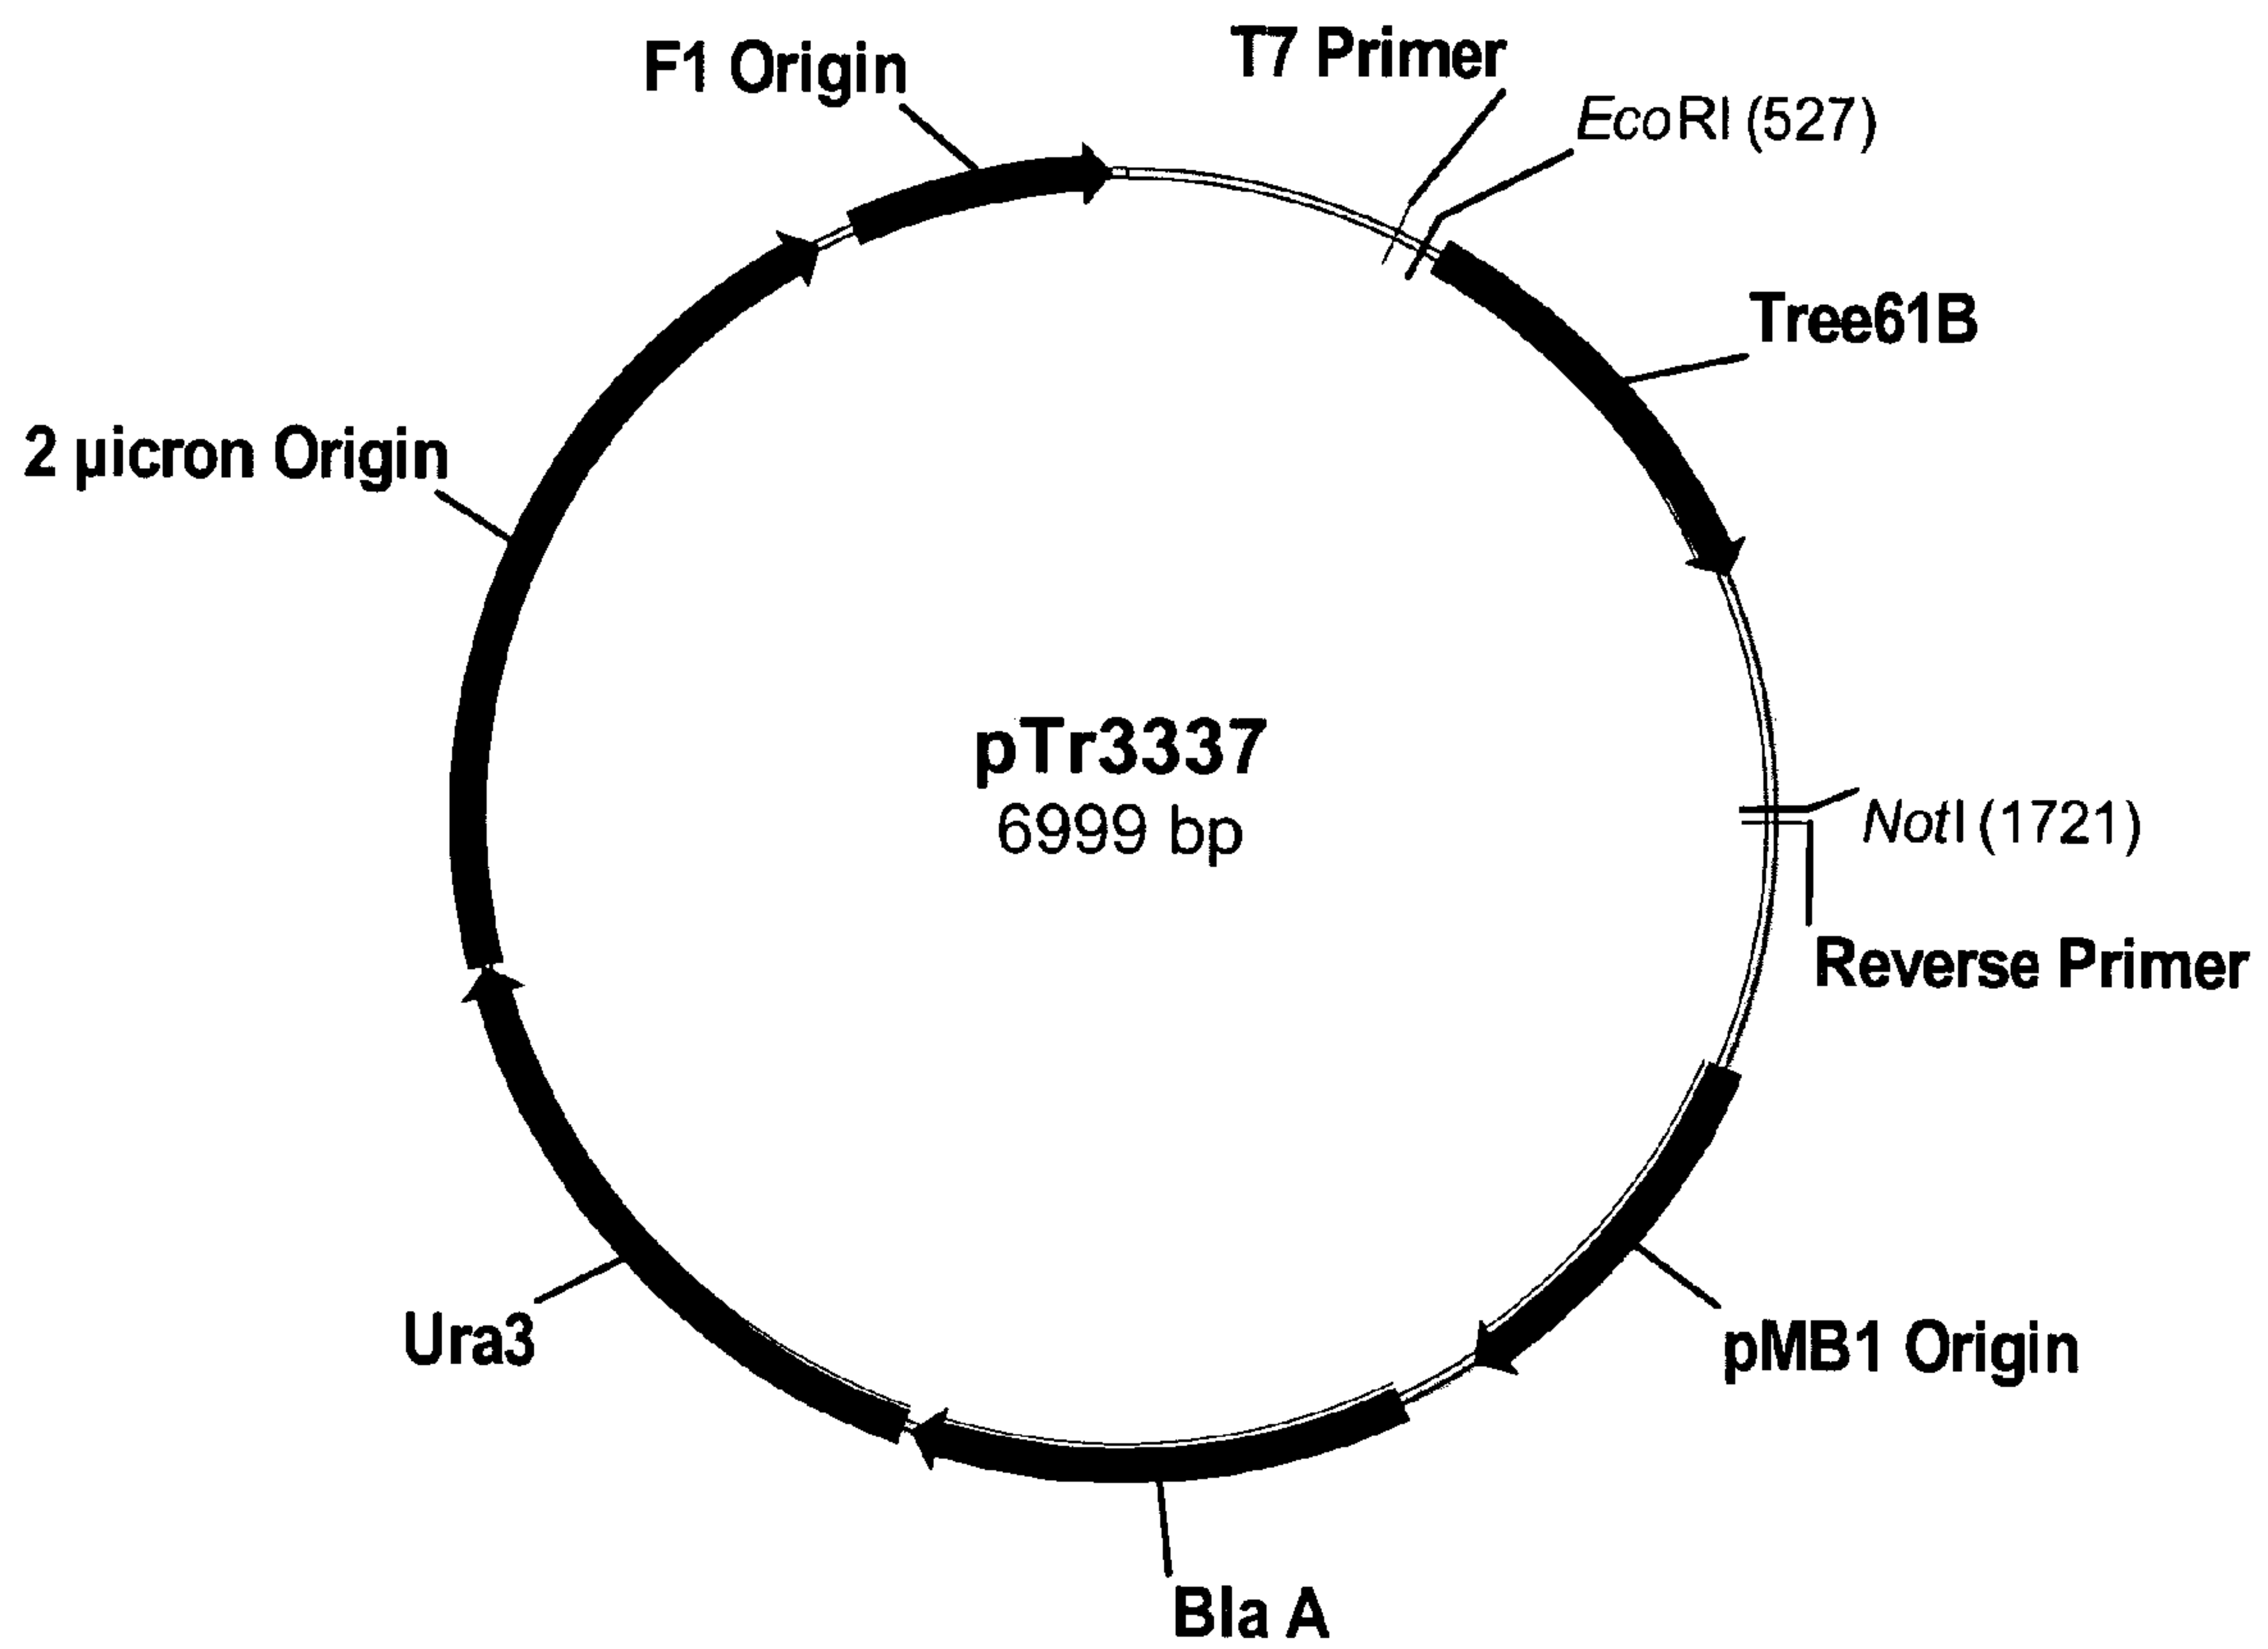 T7 Primer
F1 Origin
EcoRI (527)
Tree61B
2 µicron Origin
pTr3337
6999 bp
NotI (1721)
Reverse Primer
Ura3
pMB1 Origin
Bla A